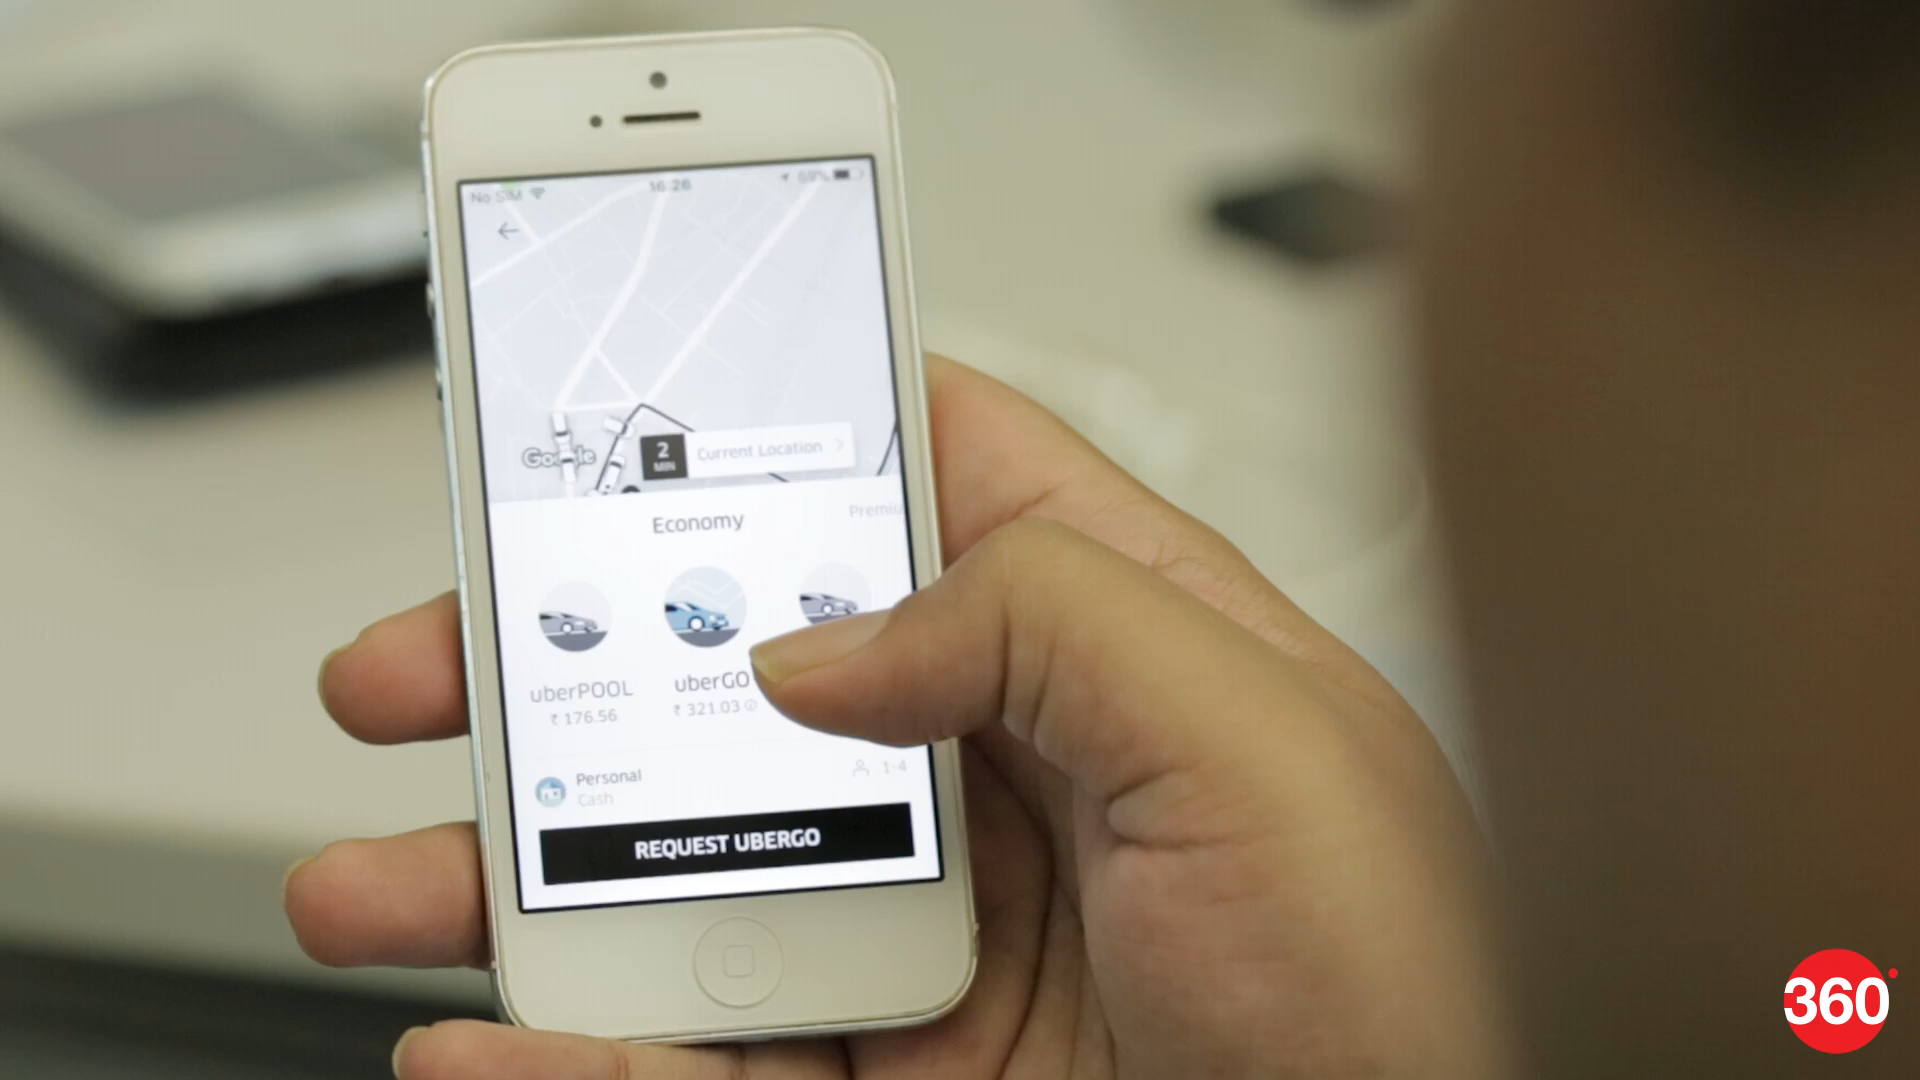 No SIM 16:26
Google
2 MIN Current Location
Economy
uberPOOL
₹ 176.56
uberGO
₹ 321.03
Personal
Cash
1-4
REQUEST UBERGO
360